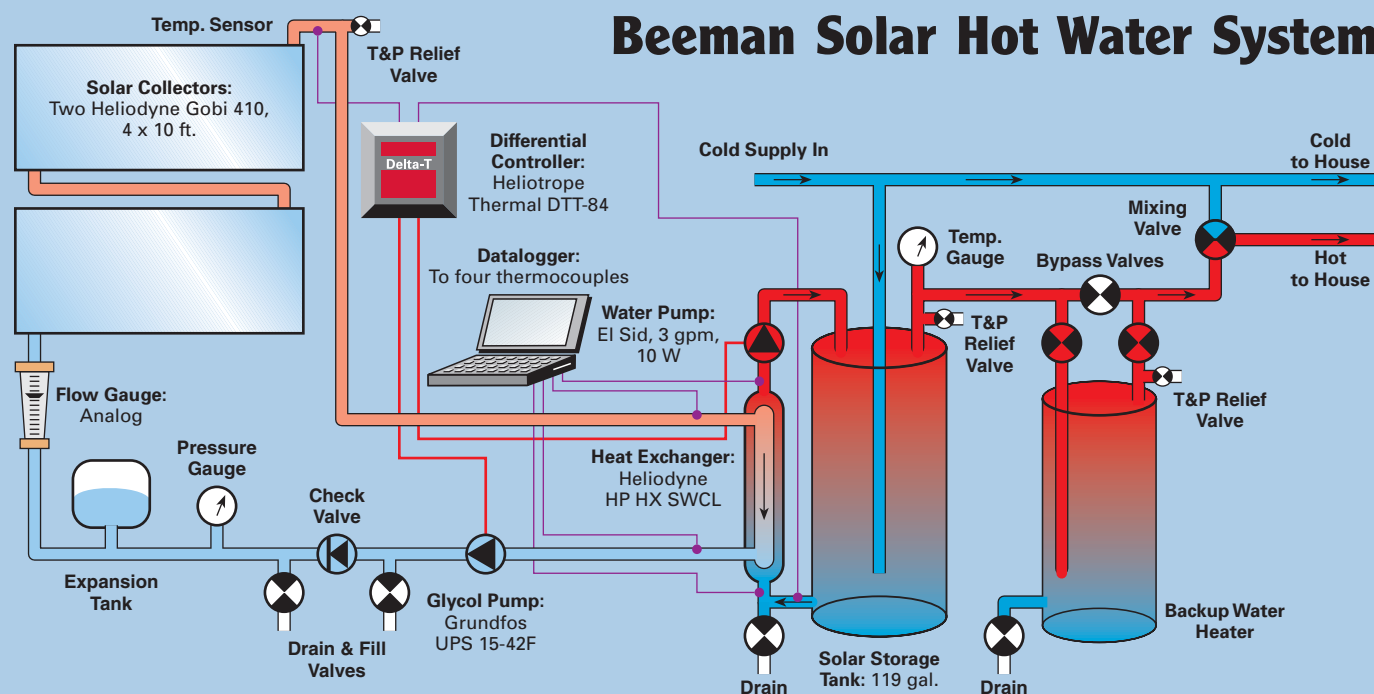 Beeman Solar Hot Water System
Temp. Sensor
T&P Relief
Valve
Solar Collectors:
Two Heliodyne Gobi 410,
4 x 10 ft.
Delta-T
Differential
Controller:
Heliotrope
Thermal DTT-84
Cold Supply In
Cold
to House
Mixing
Valve
Hot
to House
Temp.
Gauge
Bypass Valves
Datalogger:
To four thermocouples
Water Pump:
El Sid, 3 gpm,
10 W
T&P
Relief
Valve
T&P Relief
Valve
Flow Gauge:
Analog
Pressure
Gauge
Check
Valve
Heat Exchanger:
Heliodyne
HP HX SWCL
Expansion
Tank
Glycol Pump:
Grundfos
UPS 15-42F
Drain & Fill
Valves
Backup Water
Heater
Solar Storage
Tank: 119 gal.
Drain
Drain